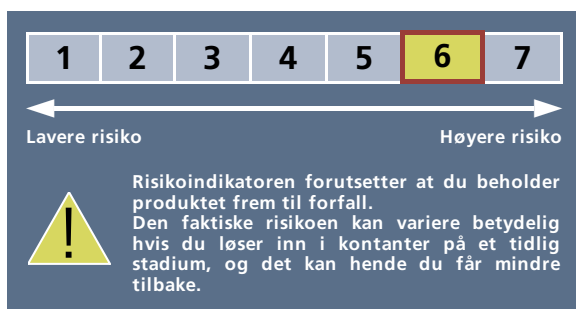 1 2 3 4 5 6 7
Lavere risiko Høyere risiko
Risikoindikatoren forutsetter at du beholder
produktet frem til forfall.
Den faktiske risikoen kan variere betydelig
hvis du løser inn i kontanter på et tidlig
stadium, og det kan hende du får mindre
tilbake.
!